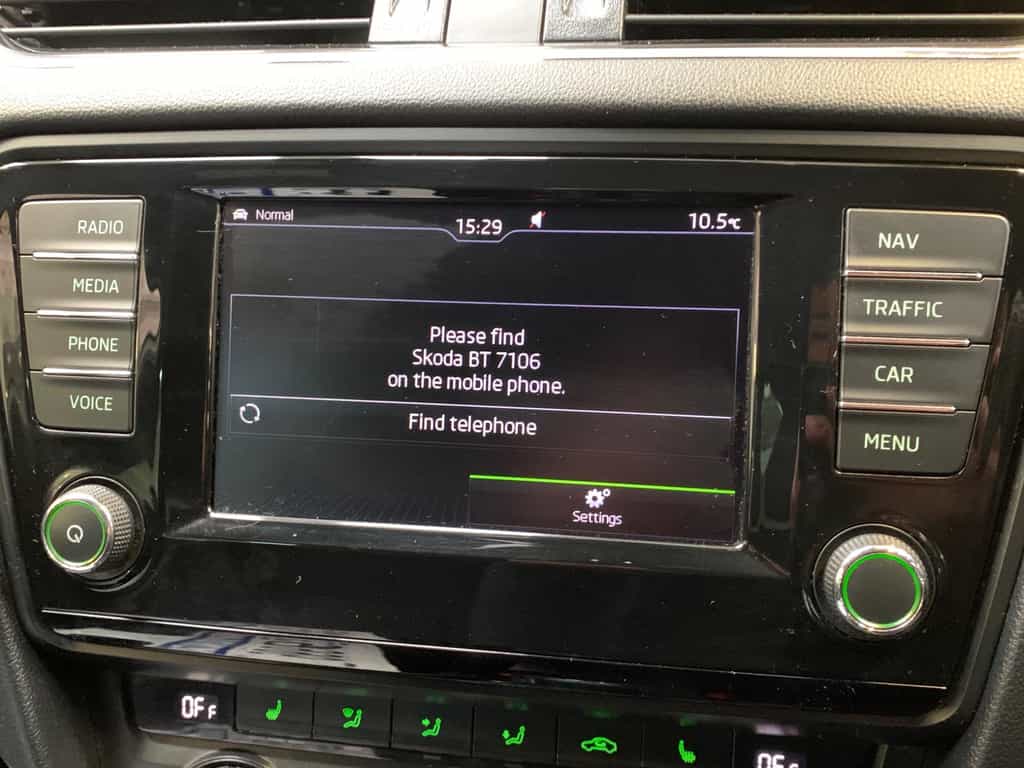 Normal
15:29
10.5°C
RADIO
MEDIA
PHONE
VOICE
NAV
TRAFFIC
CAR
MENU
Please find
Skoda BT 7106
on the mobile phone.
Find telephone
Settings
OFF